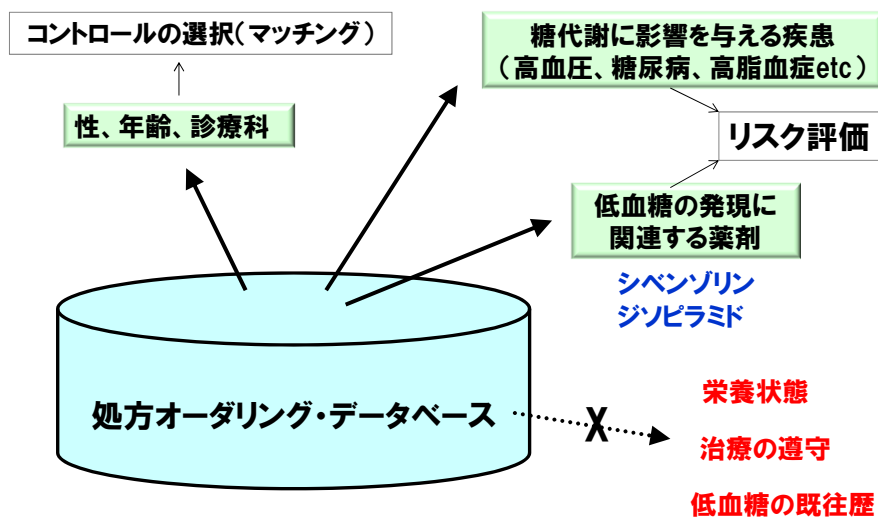 コントロールの選択(マッチング)
性、年齢、診療科
糖代謝に影響を与える疾患
(高血圧、糖尿病、高脂血症etc)
リスク評価
低血糖の発現に
関連する薬剤
シベンゾリン
ジソピラミド
処方オーダリング・データベース
X
栄養状態
治療の遵守
低血糖の既往歴